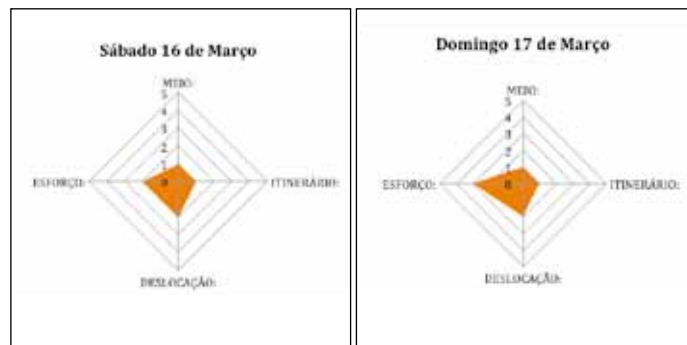 Sábado 16 de Março
MEIO:
5
4
3
2
1
0
ESFORÇO:
ITINERÁRIO:
DESLOCAÇÃO:
Domingo 17 de Março
MEIO:
5
4
3
2
1
0
ESFORÇO:
ITINERÁRIO:
DESLOCAÇÃO: